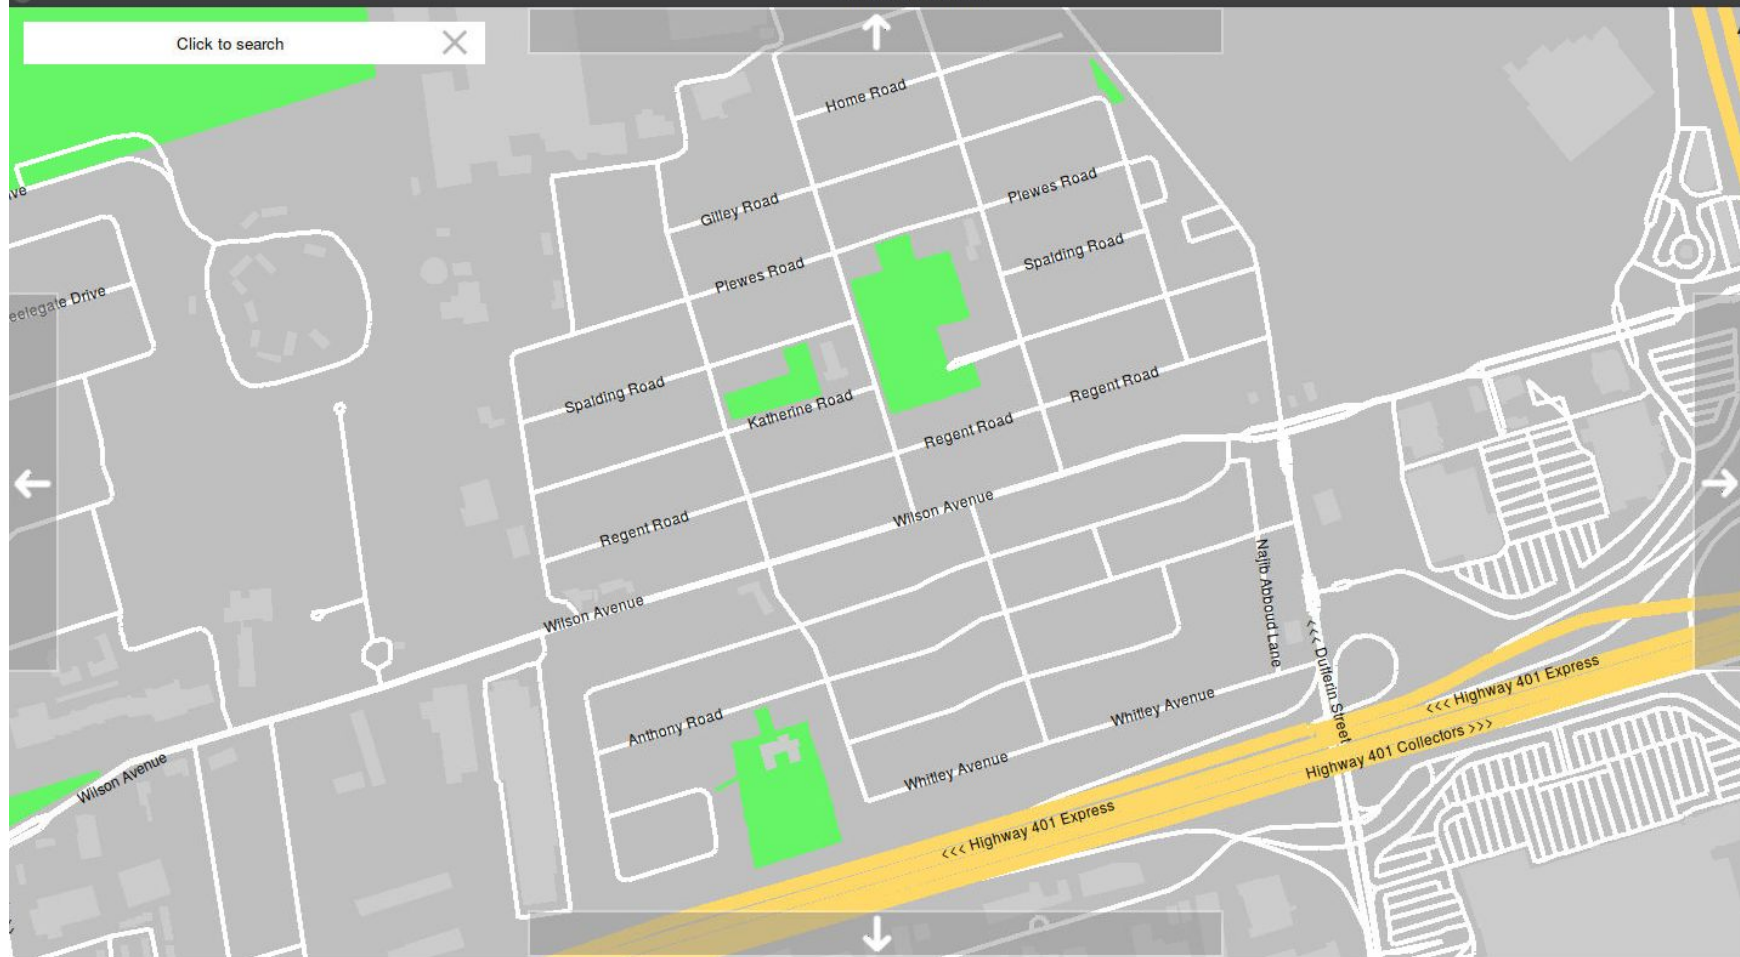 Click to search
Home Road
Plewes Road
Gilley Road
Spalding Road
Plewes Road
eelegate Drive
ive
Spalding Road
Katherine Road
Regent Road
Regent Road
Regent Road
Wilson Avenue
Wilson Avenue
Najib Abboud Lane
<<< Dufferin Street
<<< Highway 401 Express
Whitley Avenue
Anthony Road
Highway 401 Collectors >>>
Whitley Avenue
Wilson Avenue
<<< Highway 401 Express